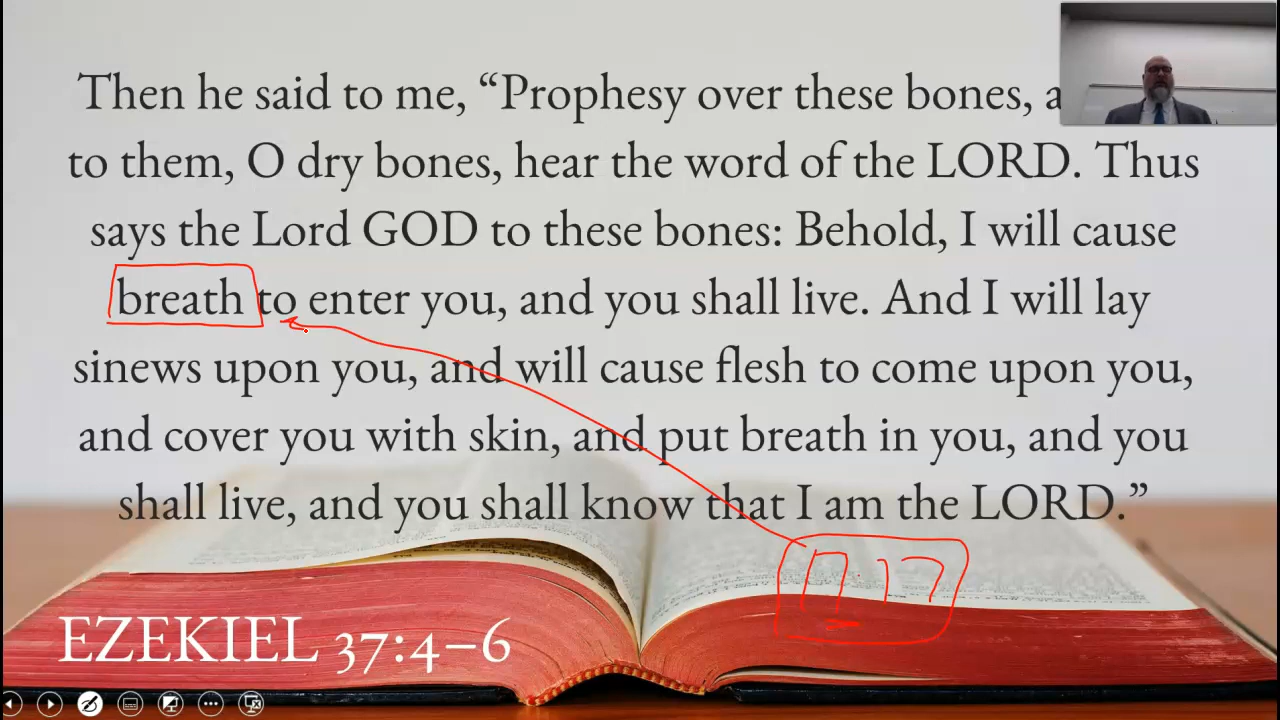 Then he said to me, “Prophesy over these bones, a
to them, O dry bones, hear the word of the LORD. Thus
says the Lord GOD to these bones: Behold, I will cause
breath to enter you, and you shall live. And I will lay
sinews upon you, and will cause flesh to come upon you,
and cover you with skin, and put breath in you, and you
shall live, and you shall know that I am the LORD.”
רוח
EZEKIEL 37:4–6